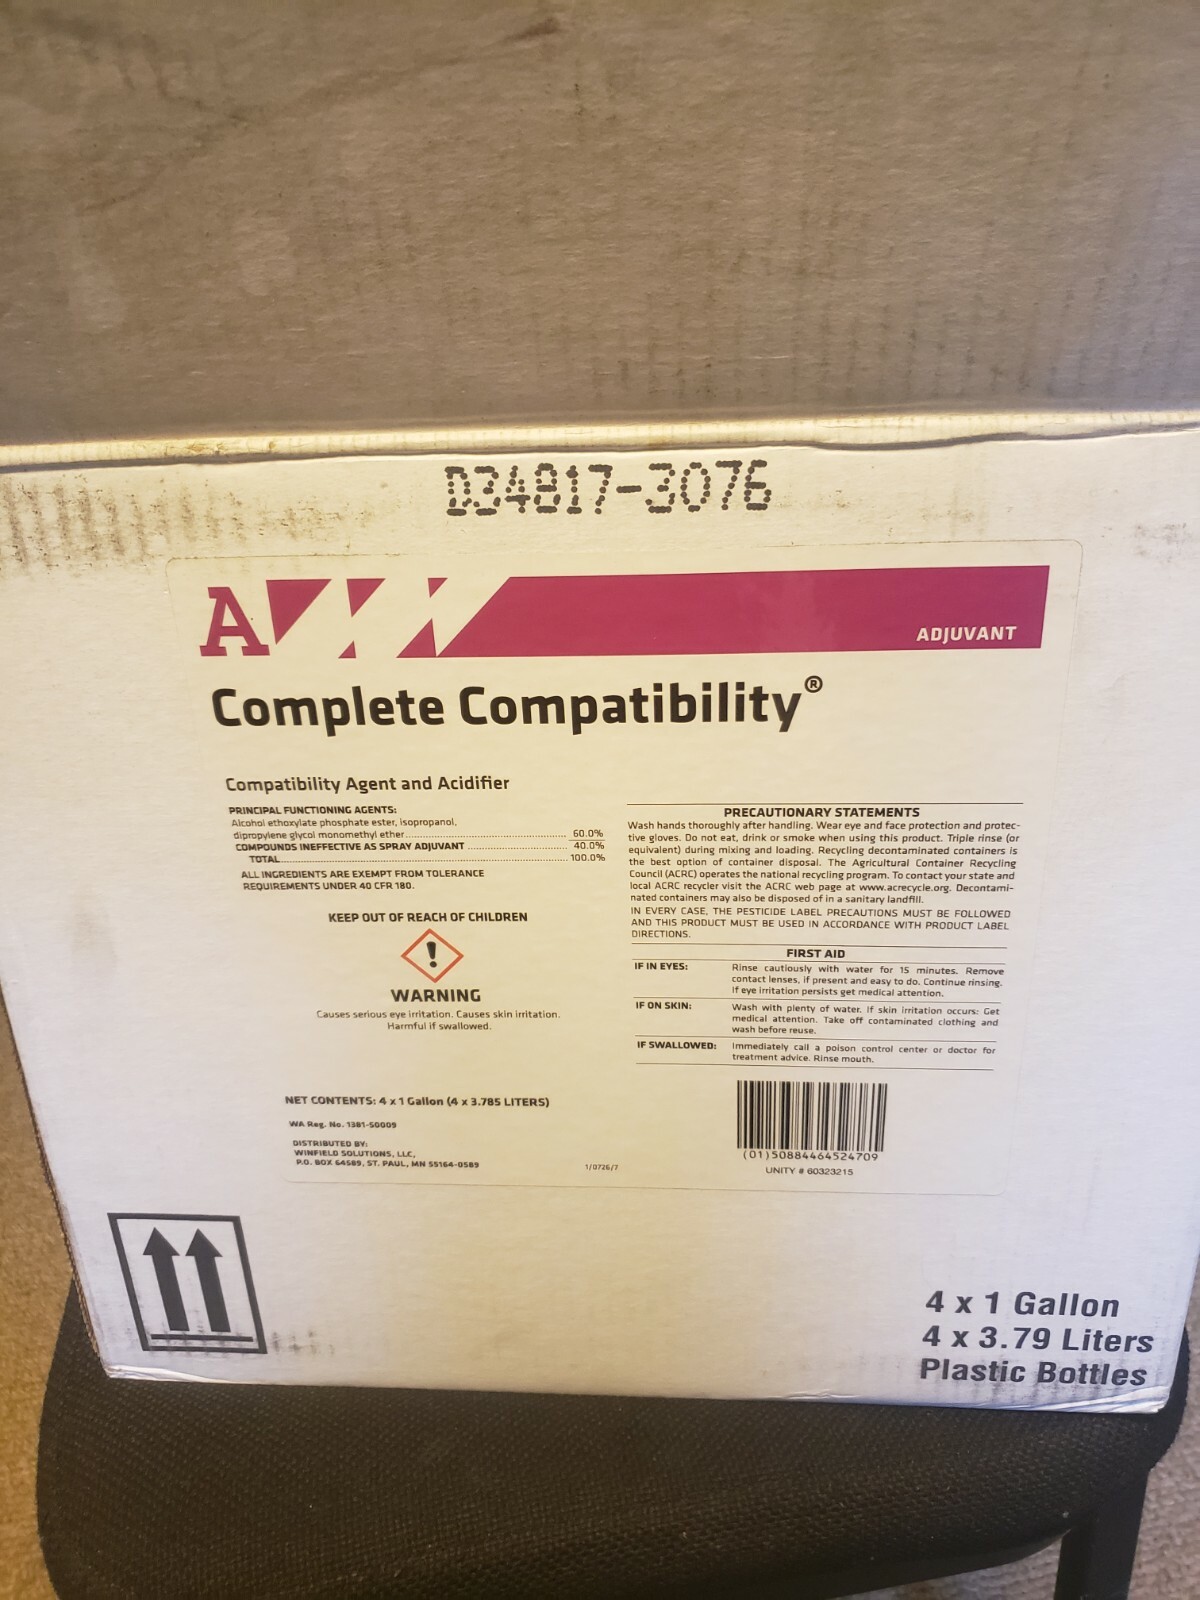 D34817-3076
A
ADJUVANT
Complete Compatibility®
Compatibility Agent and Acidifier
PRINCIPAL FUNCTIONING AGENTS:
Alcohol ethoxylate phosphate ester, isopropanol,
dipropylene glycol monomethyl ether.................................................. 60.0%
COMPOUNDS INEFFECTIVE AS SPRAY ADJUVANT .............................. 40.0%
TOTAL................................................................................... 100.0%
ALL INGREDIENTS ARE EXEMPT FROM TOLERANCE
REQUIREMENTS UNDER 40 CFR 180.
KEEP OUT OF REACH OF CHILDREN
!
WARNING
Causes serious eye irritation. Causes skin irritation.
Harmful if swallowed.
NET CONTENTS: 4 x 1 Gallon (4 x 3.785 LITERS)
WA Reg. No. 1381-50009
DISTRIBUTED BY:
WINFIELD SOLUTIONS, LLC,
P.O. BOX 64589, ST. PAUL, MN 55164-0589
1/0726/7
PRECAUTIONARY STATEMENTS
Wash hands thoroughly after handling. Wear eye and face protection and protec-
tive gloves. Do not eat, drink or smoke when using this product. Triple rinse (or
equivalent) during mixing and loading. Recycling decontaminated containers is
the best option of container disposal. The Agricultural Container Recycling
Council (ACRC) operates the national recycling program. To contact your state and
local ACRC recycler visit the ACRC web page at www.acrecycle.org. Decontami-
nated containers may also be disposed of in a sanitary landfill.
IN EVERY CASE, THE PESTICIDE LABEL PRECAUTIONS MUST BE FOLLOWED
AND THIS PRODUCT MUST BE USED IN ACCORDANCE WITH PRODUCT LABEL
DIRECTIONS.
FIRST AID
IF IN EYES: Rinse cautiously with water for 15 minutes. Remove
contact lenses, if present and easy to do. Continue rinsing.
If eye irritation persists get medical attention.
IF ON SKIN: Wash with plenty of water. If skin irritation occurs: Get
medical attention. Take off contaminated clothing and
wash before reuse.
IF SWALLOWED: Immediately call a poison control center or doctor for
treatment advice. Rinse mouth.
(01)50884464524709
UNITY # 60323215
4 x 1 Gallon
4 x 3.79 Liters
Plastic Bottles